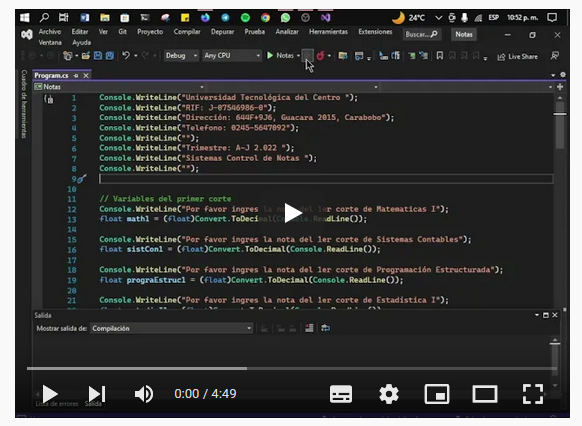 24°C ESP 10:52 p. m.
Archivo Editar Ver Git Proyecto Compilar Depurar Prueba Analizar Herramientas Extensiones
Ventana Ayuda
Buscar... Notas
Debug Any CPU Notas Live Share
Cuadro de herramientas
Program.cs
Notas
1 Console.WriteLine("Universidad Tecnológica del Centro ");
2 Console.WriteLine("RIF: J-07546986-0");
3 Console.WriteLine("Dirección: 644F+9J6, Guacara 2015, Carabobo");
4 Console.WriteLine("Telefono: 0245-5647092");
5 Console.WriteLine("");
6 Console.WriteLine("Trimestre: A-J 2.022 ");
7 Console.WriteLine("Sistemas Control de Notas ");
8 Console.WriteLine("");
9
10
11 // Variables del primer corte
12 Console.WriteLine("Por favor ingres la nota del 1er corte de Matematicas I");
13 float math1 = (float)Convert.ToDecimal(Console.ReadLine());
14
15 Console.WriteLine("Por favor ingres la nota del 1er corte de Sistemas Contables");
16 float sistCon1 = (float)Convert.ToDecimal(Console.ReadLine());
17
18 Console.WriteLine("Por favor ingres la nota del 1er corte de Programación Estructurada");
19 float prograEstruc1 = (float)Convert.ToDecimal(Console.ReadLine());
20
21 Console.WriteLine("Por favor ingres la nota del 1er corte de Estadistica I");
Salida
Mostrar salida de: Compilación
0:00 / 4:49
Lista de errores Salida